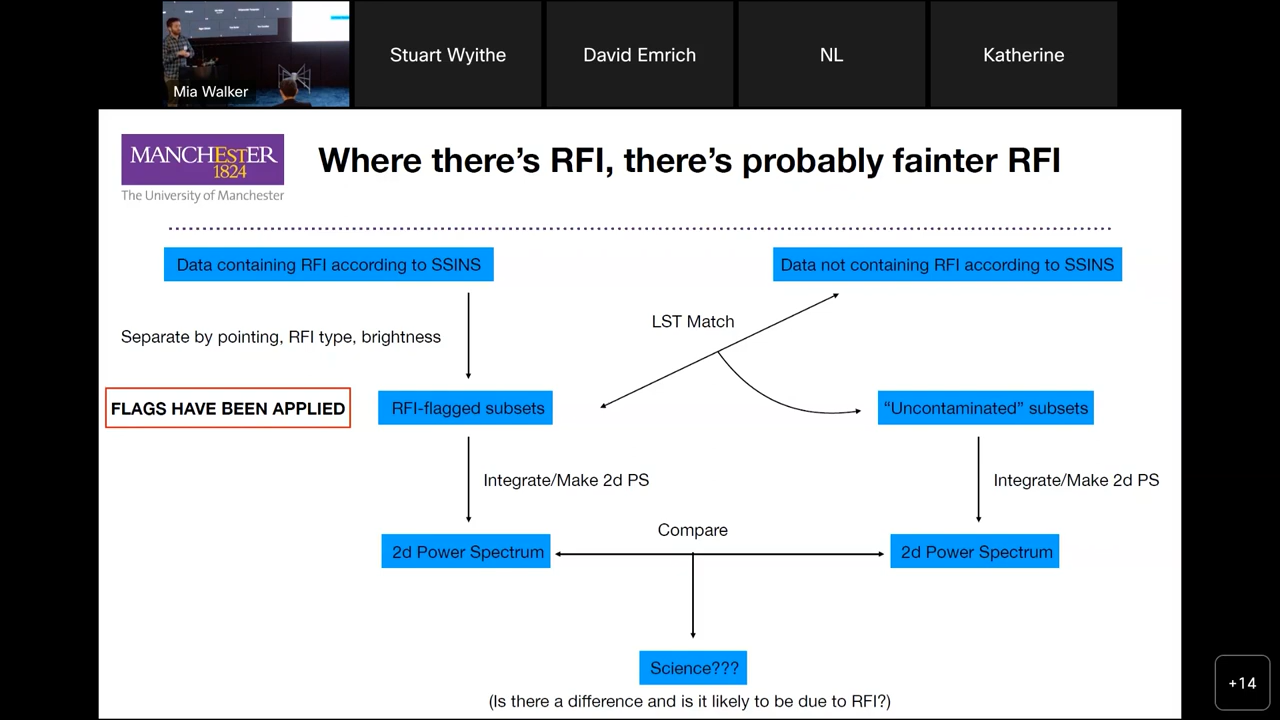 Mia Walker
Stuart Wyithe
David Emrich
NL
Katherine
MANCHESTER
1824
The University of Manchester
Where there's RFI, there's probably fainter RFI
Data containing RFI according to SSINS
Data not containing RFI according to SSINS
LST Match
Separate by pointing, RFI type, brightness
FLAGS HAVE BEEN APPLIED
RFI-flagged subsets
“Uncontaminated” subsets
Integrate/Make 2d PS
Integrate/Make 2d PS
Compare
2d Power Spectrum
2d Power Spectrum
Science???
(Is there a difference and is it likely to be due to RFI?)
+14